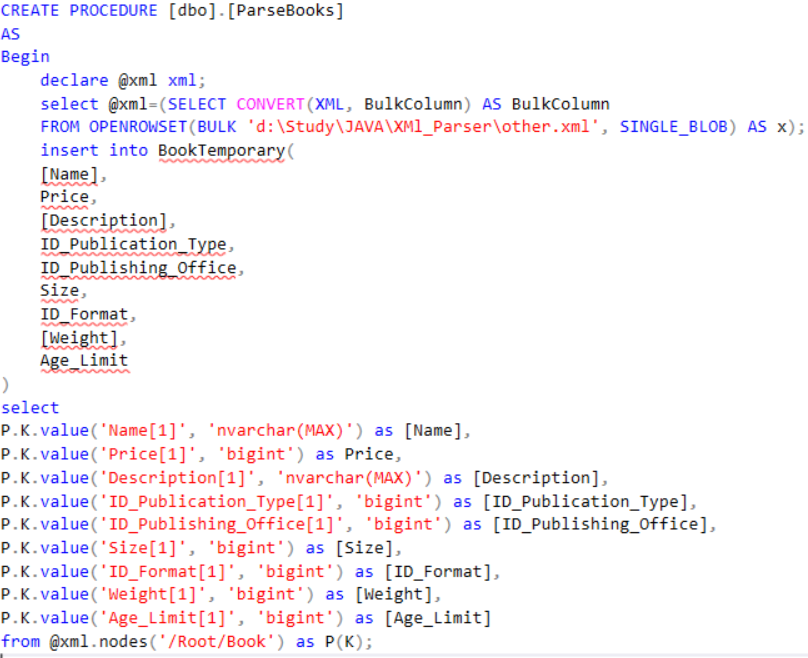 CREATE PROCEDURE [dbo].[ParseBooks]
AS
Begin
    declare @xml xml;
    select @xml=(SELECT CONVERT(XML, BulkColumn) AS BulkColumn
    FROM OPENROWSET(BULK 'd:\Study\JAVA\XMl_Parser\other.xml', SINGLE_BLOB) AS x);
    insert into BookTemporary(
    [Name],
    Price,
    [Description],
    ID_Publication_Type,
    ID_Publishing_Office,
    Size,
    ID_Format,
    [Weight],
    Age_Limit
)
select
P.K.value('Name[1]', 'nvarchar(MAX)') as [Name],
P.K.value('Price[1]', 'bigint') as Price,
P.K.value('Description[1]', 'nvarchar(MAX)') as [Description],
P.K.value('ID_Publication_Type[1]', 'bigint') as [ID_Publication_Type],
P.K.value('ID_Publishing_Office[1]', 'bigint') as [ID_Publishing_Office],
P.K.value('Size[1]', 'bigint') as [Size],
P.K.value('ID_Format[1]', 'bigint') as [ID_Format],
P.K.value('Weight[1]', 'bigint') as [Weight],
P.K.value('Age_Limit[1]', 'bigint') as [Age_Limit]
from @xml.nodes('/Root/Book') as P(K);